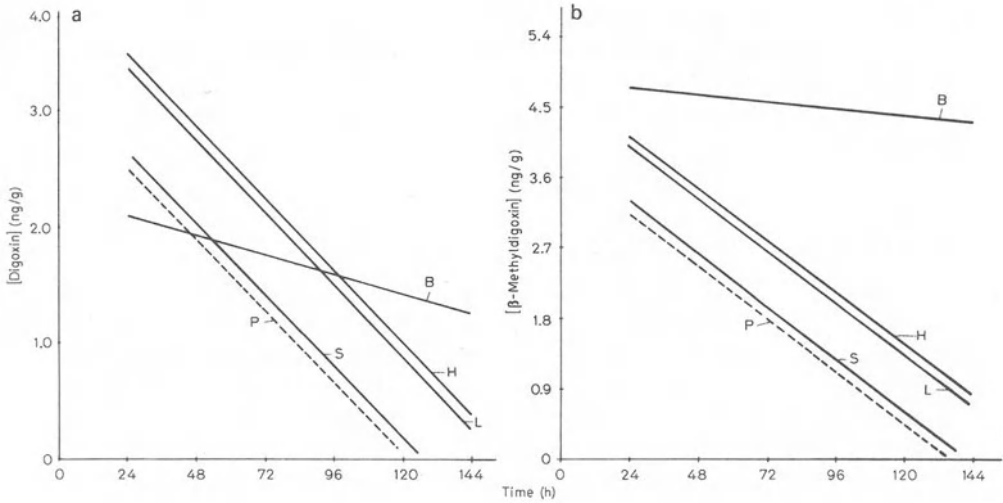 a
[Digoxin] (ng/g)
4.0
3.0
2.0
1.0
0
B
P
S
H
L
0 24 48 72 96 120 144
b
[β-Methyldigoxin] (ng/g)
5.4
4.5
3.6
2.7
1.8
0.9
0
B
H
P
S
L
0 24 48 72 96 120 144
Time (h)